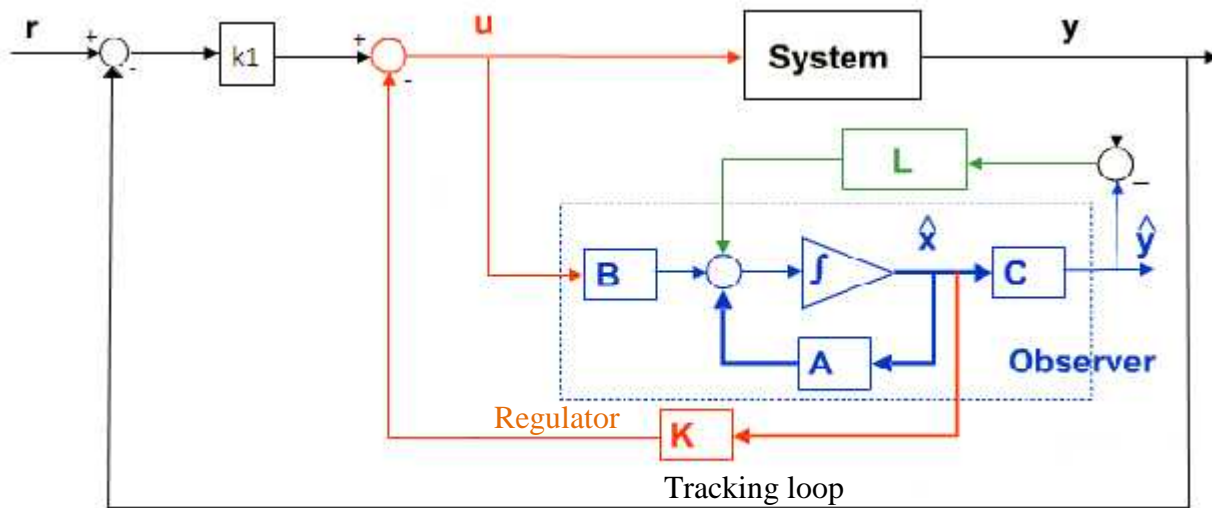 r
+
-
k1
+
-
u
System
y
L
−
B
∫
x̂
C
ŷ
A
Observer
Regulator
K
Tracking loop